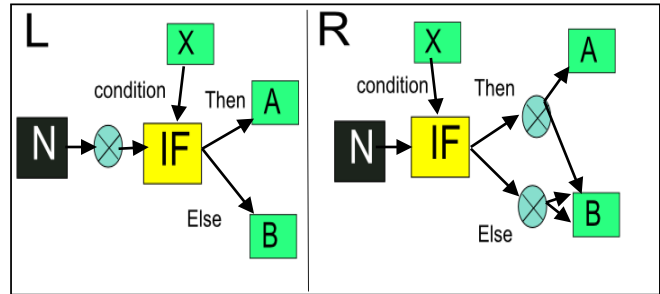 L
X
condition
Then
A
N
IF
Else
B
R
X
condition
Then
A
N
IF
Else
B